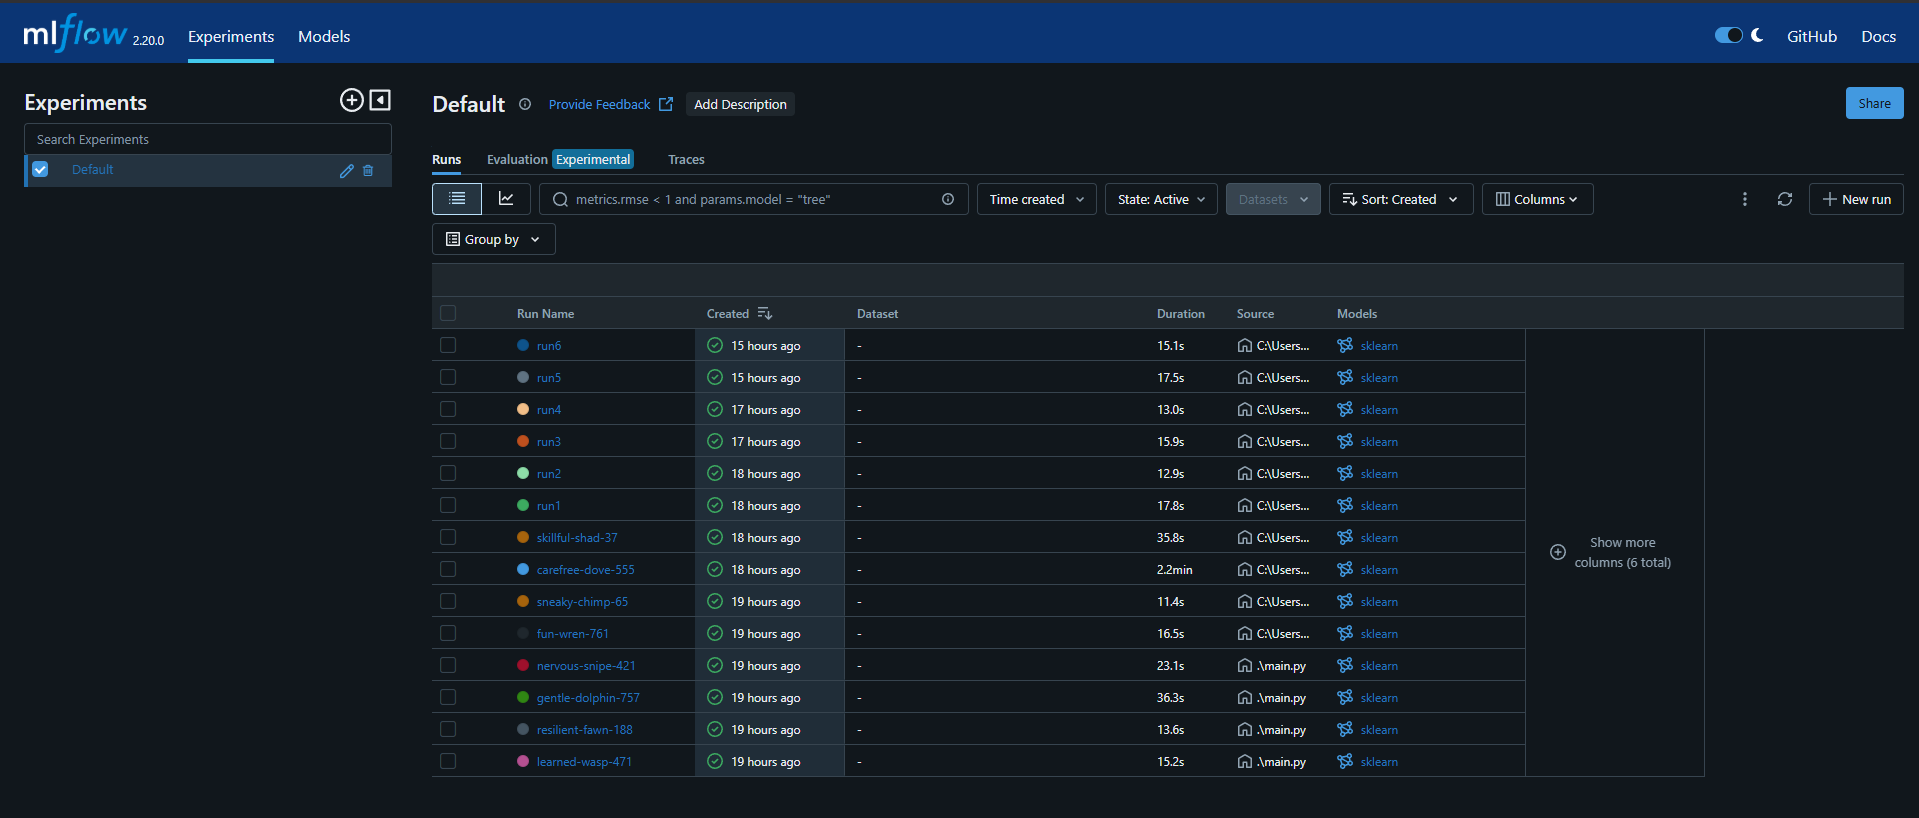 mlflow 2.20.0 Experiments Models GitHub Docs
Experiments
Search Experiments
Default
Default Provide Feedback Add Description Share
Runs Evaluation Experimental Traces
metrics.rmse < 1 and params.model = "tree" Time created State: Active Datasets Sort: Created Columns New run
Group by
Run Name Created Dataset Duration Source Models
run6 15 hours ago - 15.1s C:\Users... sklearn
run5 15 hours ago - 17.5s C:\Users... sklearn
run4 17 hours ago - 13.0s C:\Users... sklearn
run3 17 hours ago - 15.9s C:\Users... sklearn
run2 18 hours ago - 12.9s C:\Users... sklearn
run1 18 hours ago - 17.8s C:\Users... sklearn
skillful-shad-37 18 hours ago - 35.8s C:\Users... sklearn
carefree-dove-555 18 hours ago - 2.2min C:\Users... sklearn
sneaky-chimp-65 19 hours ago - 11.4s C:\Users... sklearn
fun-wren-761 19 hours ago - 16.5s C:\Users... sklearn
nervous-snipe-421 19 hours ago - 23.1s .\main.py sklearn
gentle-dolphin-757 19 hours ago - 36.3s .\main.py sklearn
resilient-fawn-188 19 hours ago - 13.6s .\main.py sklearn
learned-wasp-471 19 hours ago - 15.2s .\main.py sklearn
Show more
columns (6 total)